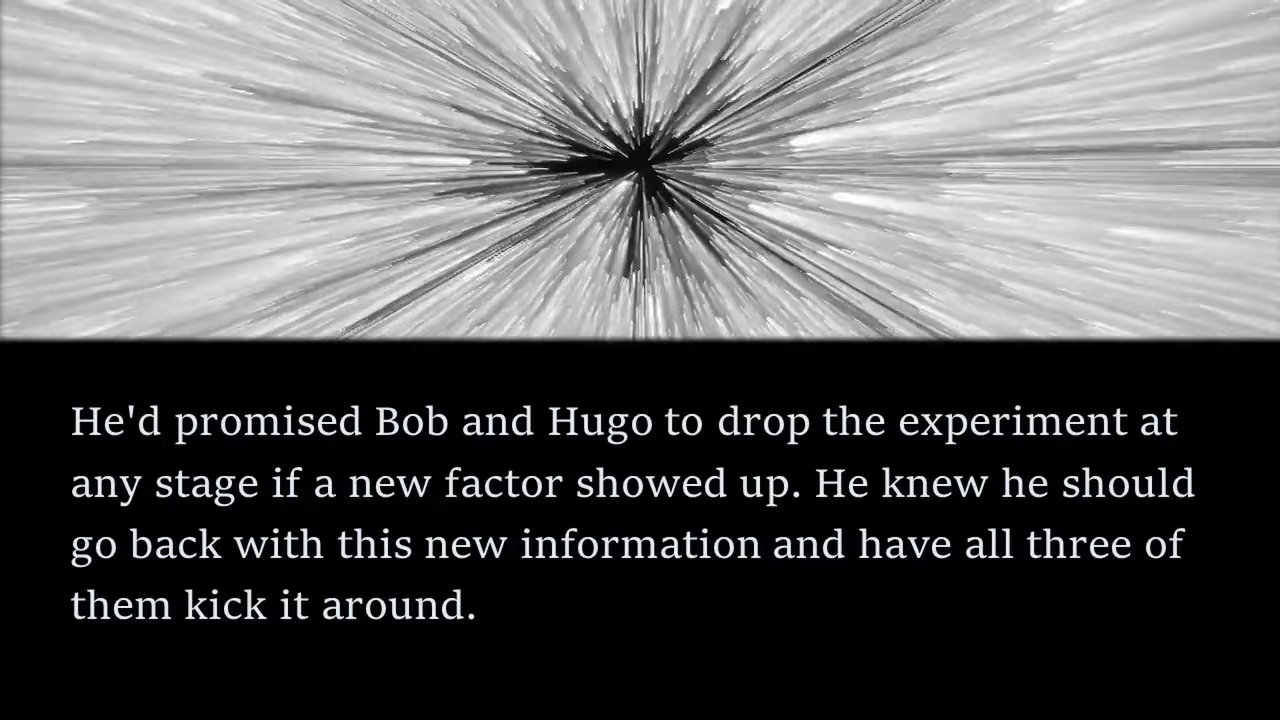 He'd promised Bob and Hugo to drop the experiment at
any stage if a new factor showed up. He knew he should
go back with this new information and have all three of
them kick it around.